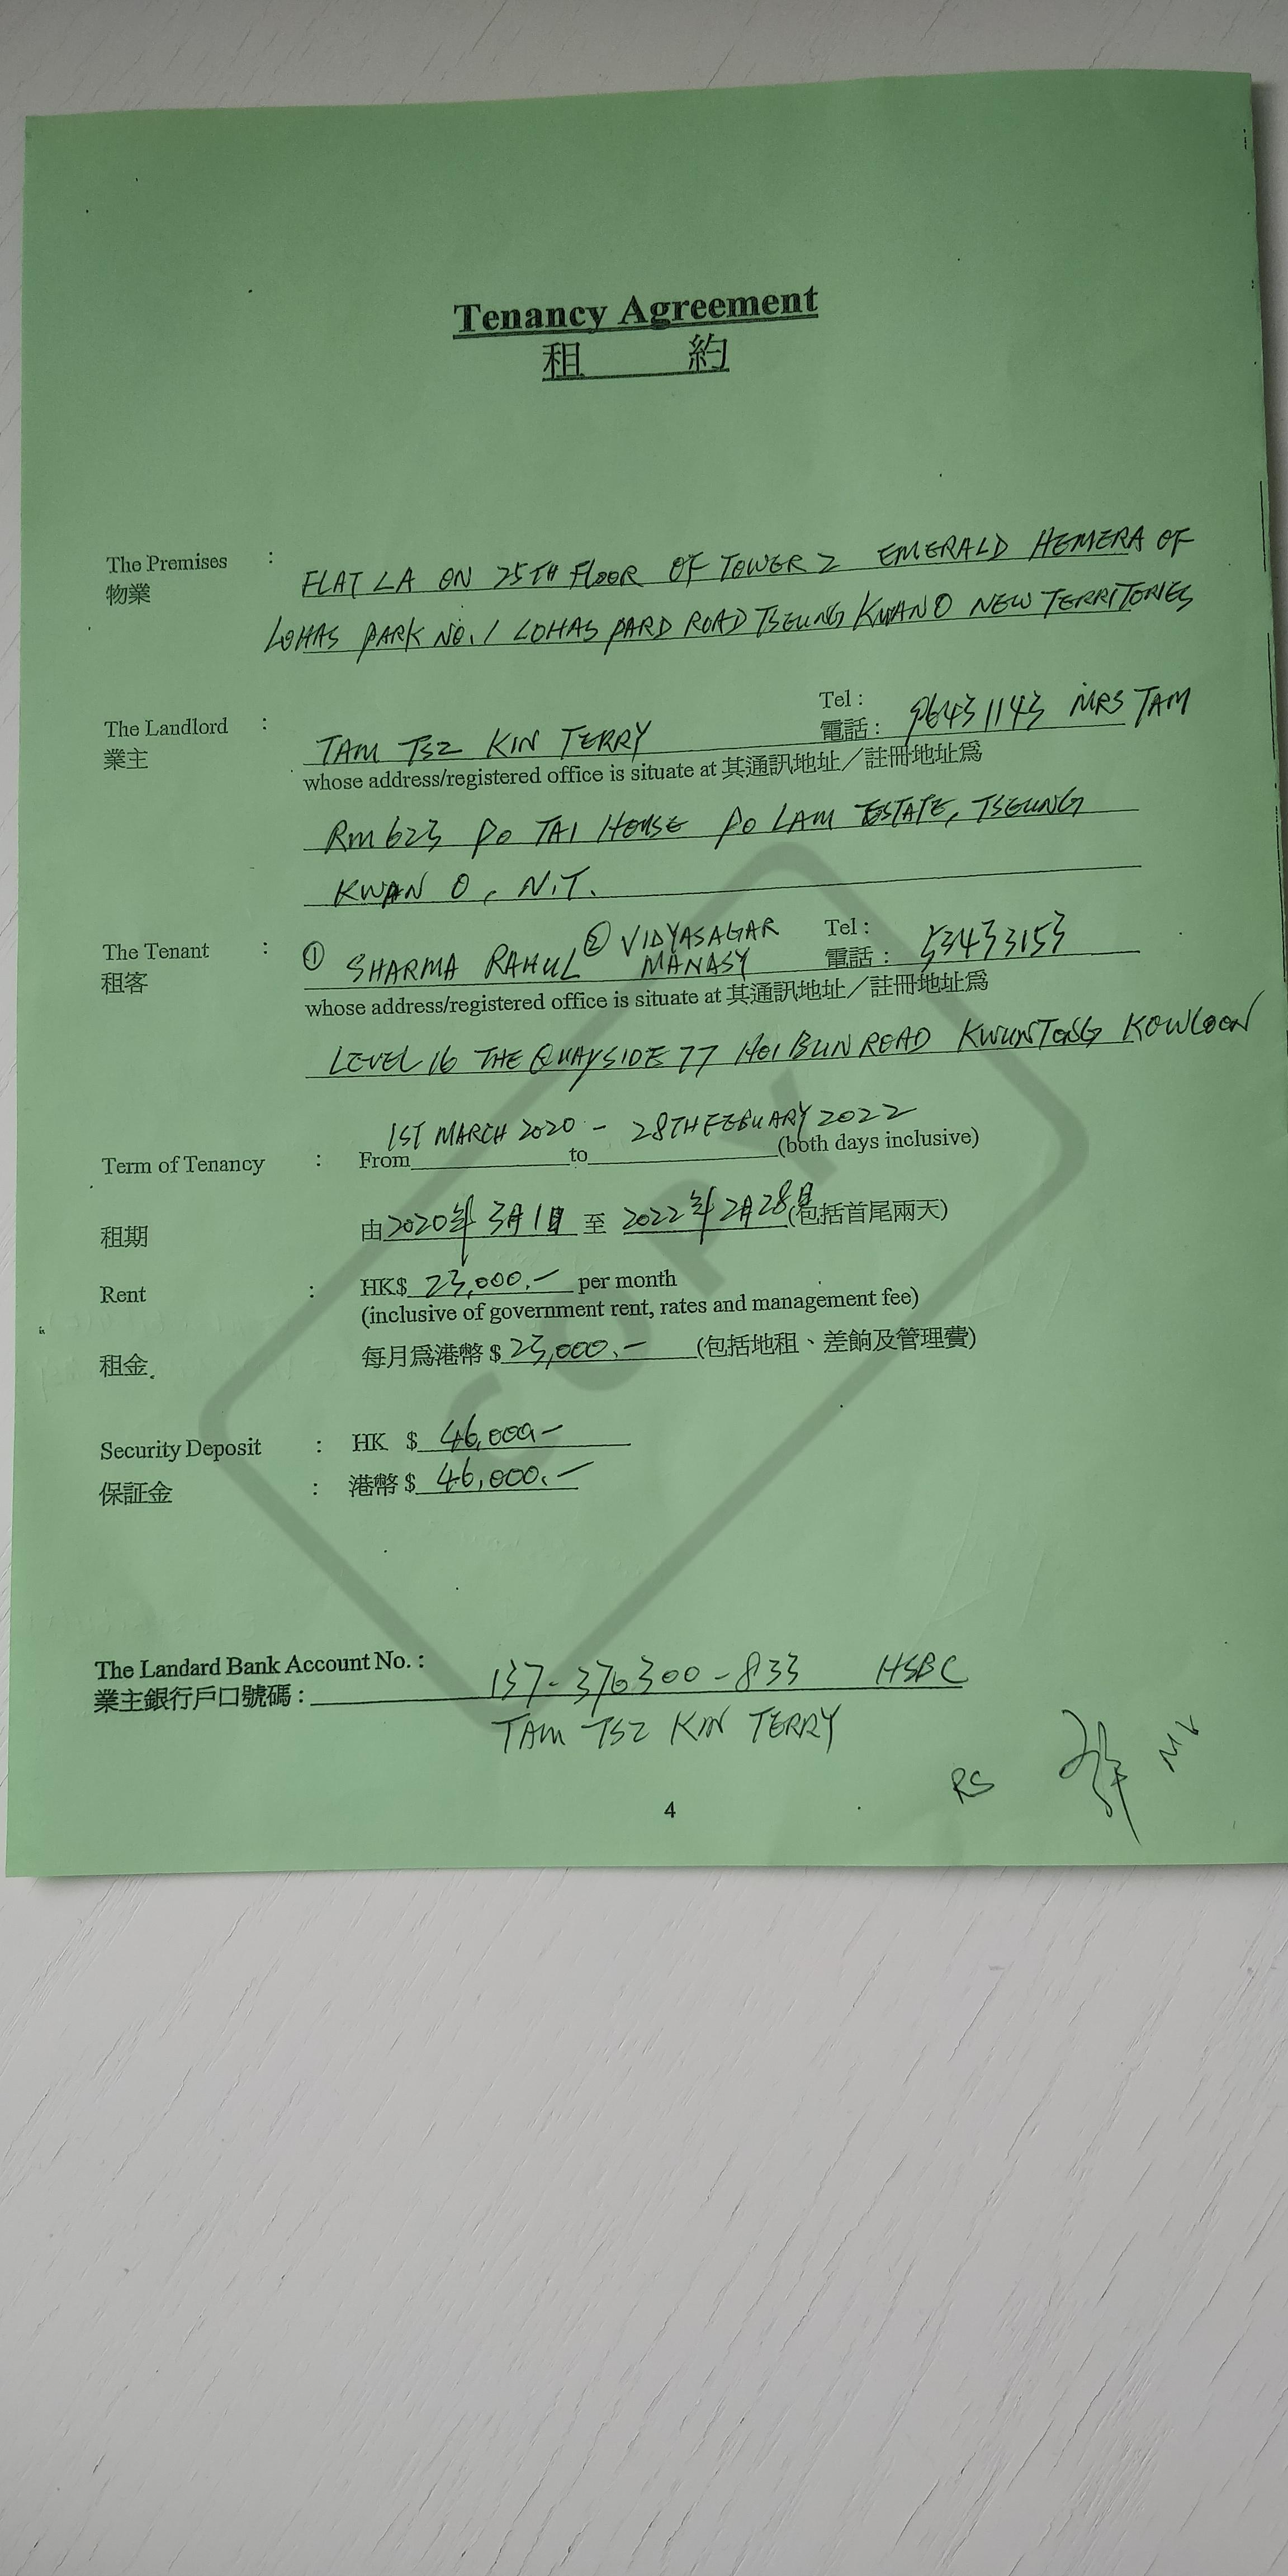 Tenancy Agreement
租 約
The Premises : FLAT LA ON 25TH FLOOR OF TOWER 2 EMERALD HEMERA OF
物業
LOHAS PARK NO.1 LOHAS PARD ROAD TSEUNG KWAN O NEW TERRITORIES
The Landlord : TAM TSZ KIN TERRY Tel :
業主 電話 : 96431143 MRS TAM
whose address/registered office is situate at 其通訊地址／註冊地址爲
RM 623 PO TAI HOUSE PO LAM ESTATE, TSEUNG
KWAN O, N.T.
The Tenant : ① SHARMA RAHUL ② VIDYASAGAR MANASY Tel :
租客 電話 : 53433153
whose address/registered office is situate at 其通訊地址／註冊地址爲
LEVEL 16 THE QUAYSIDE 77 HOI BUN ROAD KWUN TONG KOWLOON
1ST MARCH 2020 - 28TH FEBUARY 2022
Term of Tenancy : From to (both days inclusive)
租期 由 2020年3月1日 至 2022年2月28日 (包括首尾兩天)
Rent : HK$ 23,000.- per month
(inclusive of government rent, rates and management fee)
租金 每月爲港幣 $ 23,000.- (包括地租、差餉及管理費)
Security Deposit : HK $ 46,000-
保証金 : 港幣 $ 46,000.-
COPY
The Landard Bank Account No. :
業主銀行戶口號碼 : 137-376300-833 HSBC
TAM TSZ KIN TERRY
RS MV
4